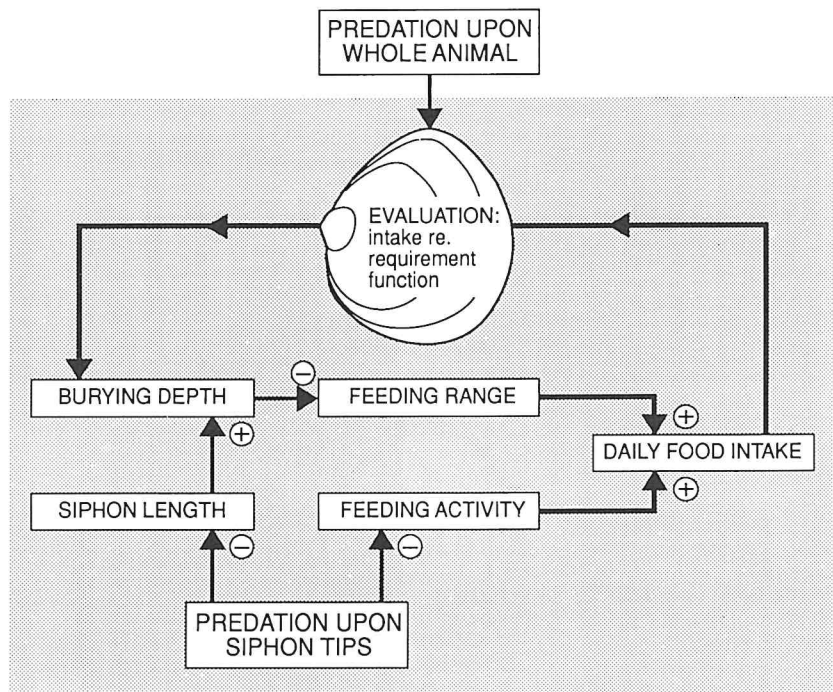 PREDATION UPON
WHOLE ANIMAL
EVALUATION:
intake re.
requirement
function
BURYING DEPTH
−
FEEDING RANGE
+
+
DAILY FOOD INTAKE
SIPHON LENGTH
FEEDING ACTIVITY
+
−
−
PREDATION UPON
SIPHON TIPS